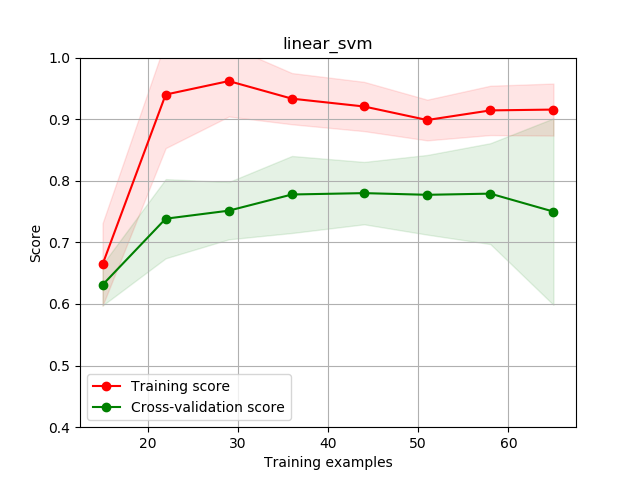 linear_svm
1.0
0.9
0.8
0.7
0.6
0.5
0.4
Score
Training score
Cross-validation score
20 30 40 50 60
Training examples